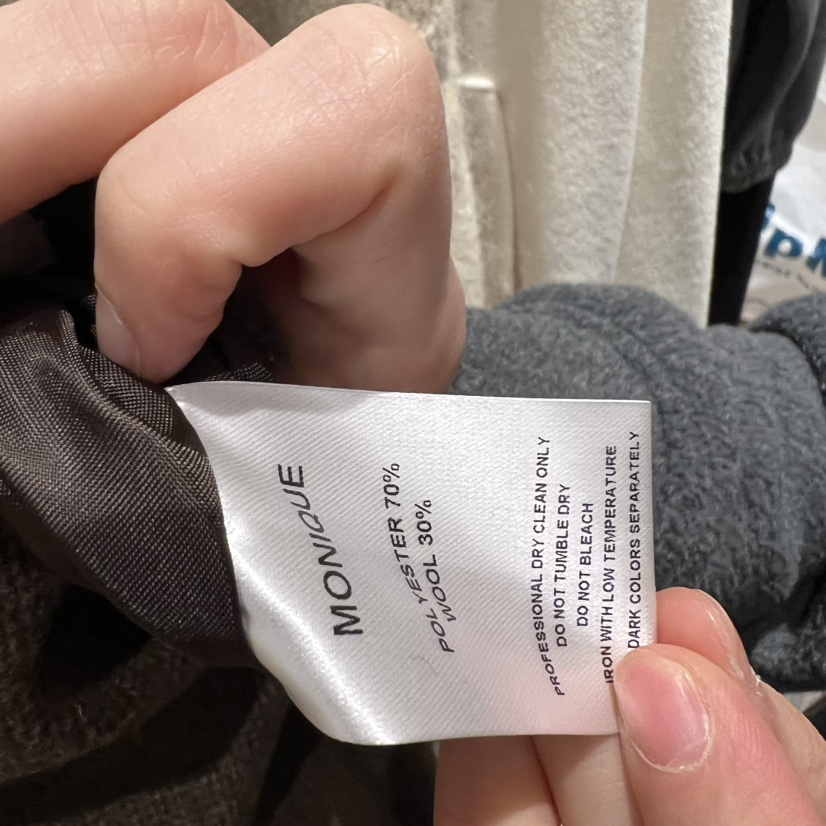 MONIQUE
POLYESTER 70%
WOOL 30%
PROFESSIONAL DRY CLEAN ONLY
DO NOT TUMBLE DRY
DO NOT BLEACH
IRON WITH LOW TEMPERATURE
DARK COLORS SEPARATELY